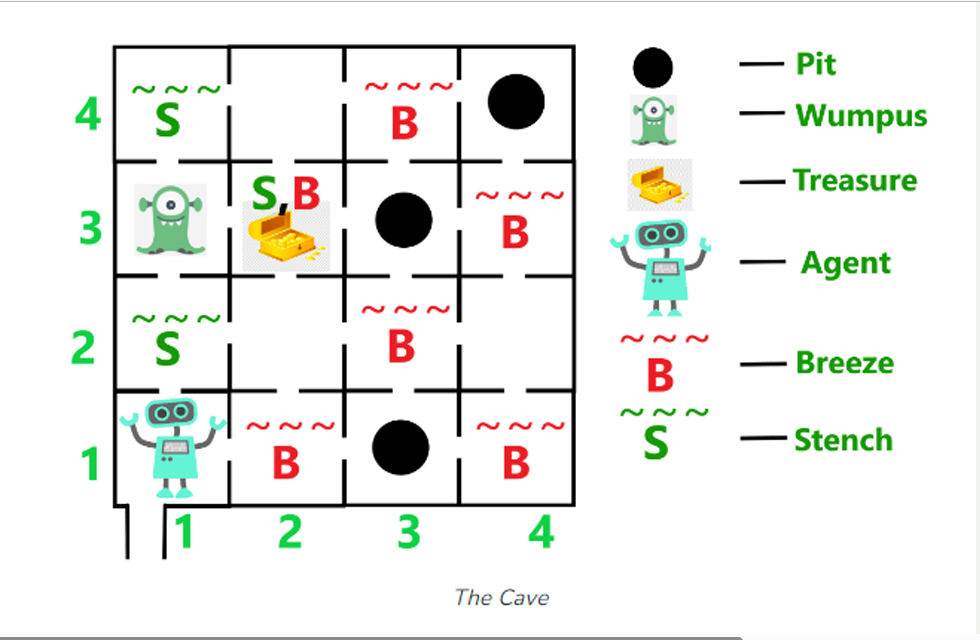 Pit
4 S B
Wumpus
Treasure
3 S B B
Agent
2 S B
B Breeze
S Stench
1 B B
1 2 3 4
The Cave